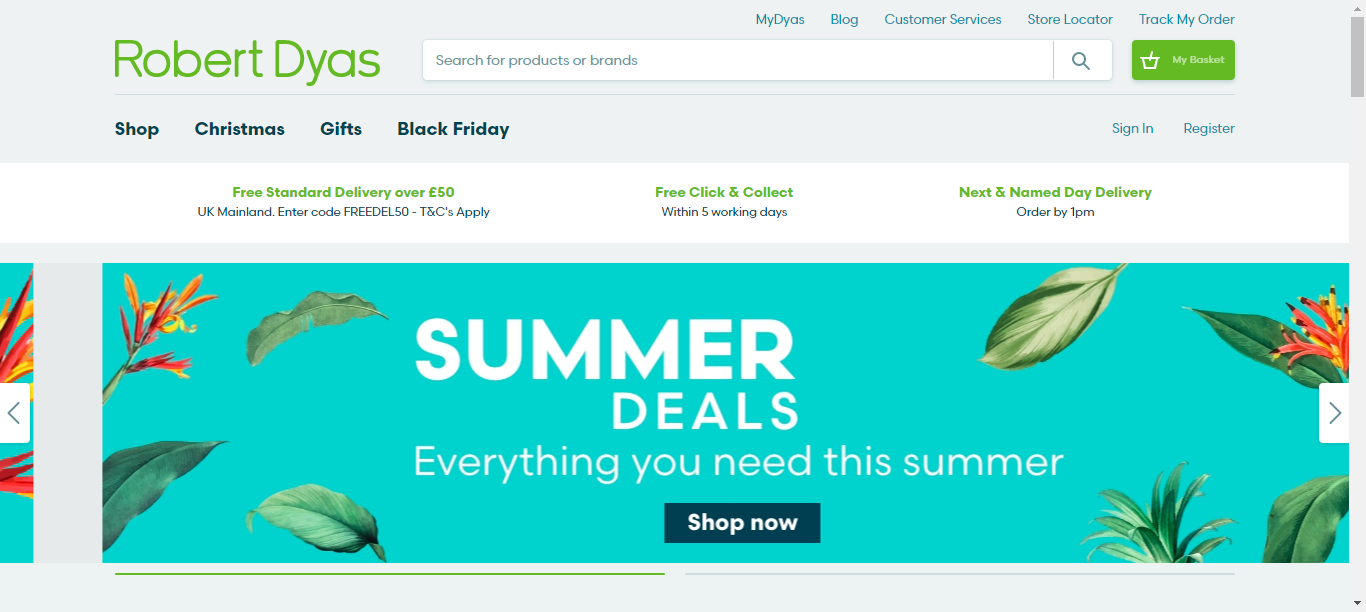 MyDyas Blog Customer Services Store Locator Track My Order
Robert Dyas
Search for products or brands
My Basket
Shop Christmas Gifts Black Friday
Sign In Register
Free Standard Delivery over £50
UK Mainland. Enter code FREEDEL50 - T&C's Apply
Free Click & Collect
Within 5 working days
Next & Named Day Delivery
Order by 1pm
SUMMER
DEALS
Everything you need this summer
Shop now